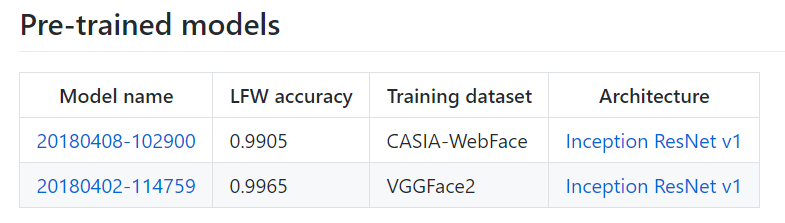 Pre-trained models
Model name LFW accuracy Training dataset Architecture
20180408-102900 0.9905 CASIA-WebFace Inception ResNet v1
20180402-114759 0.9965 VGGFace2 Inception ResNet v1